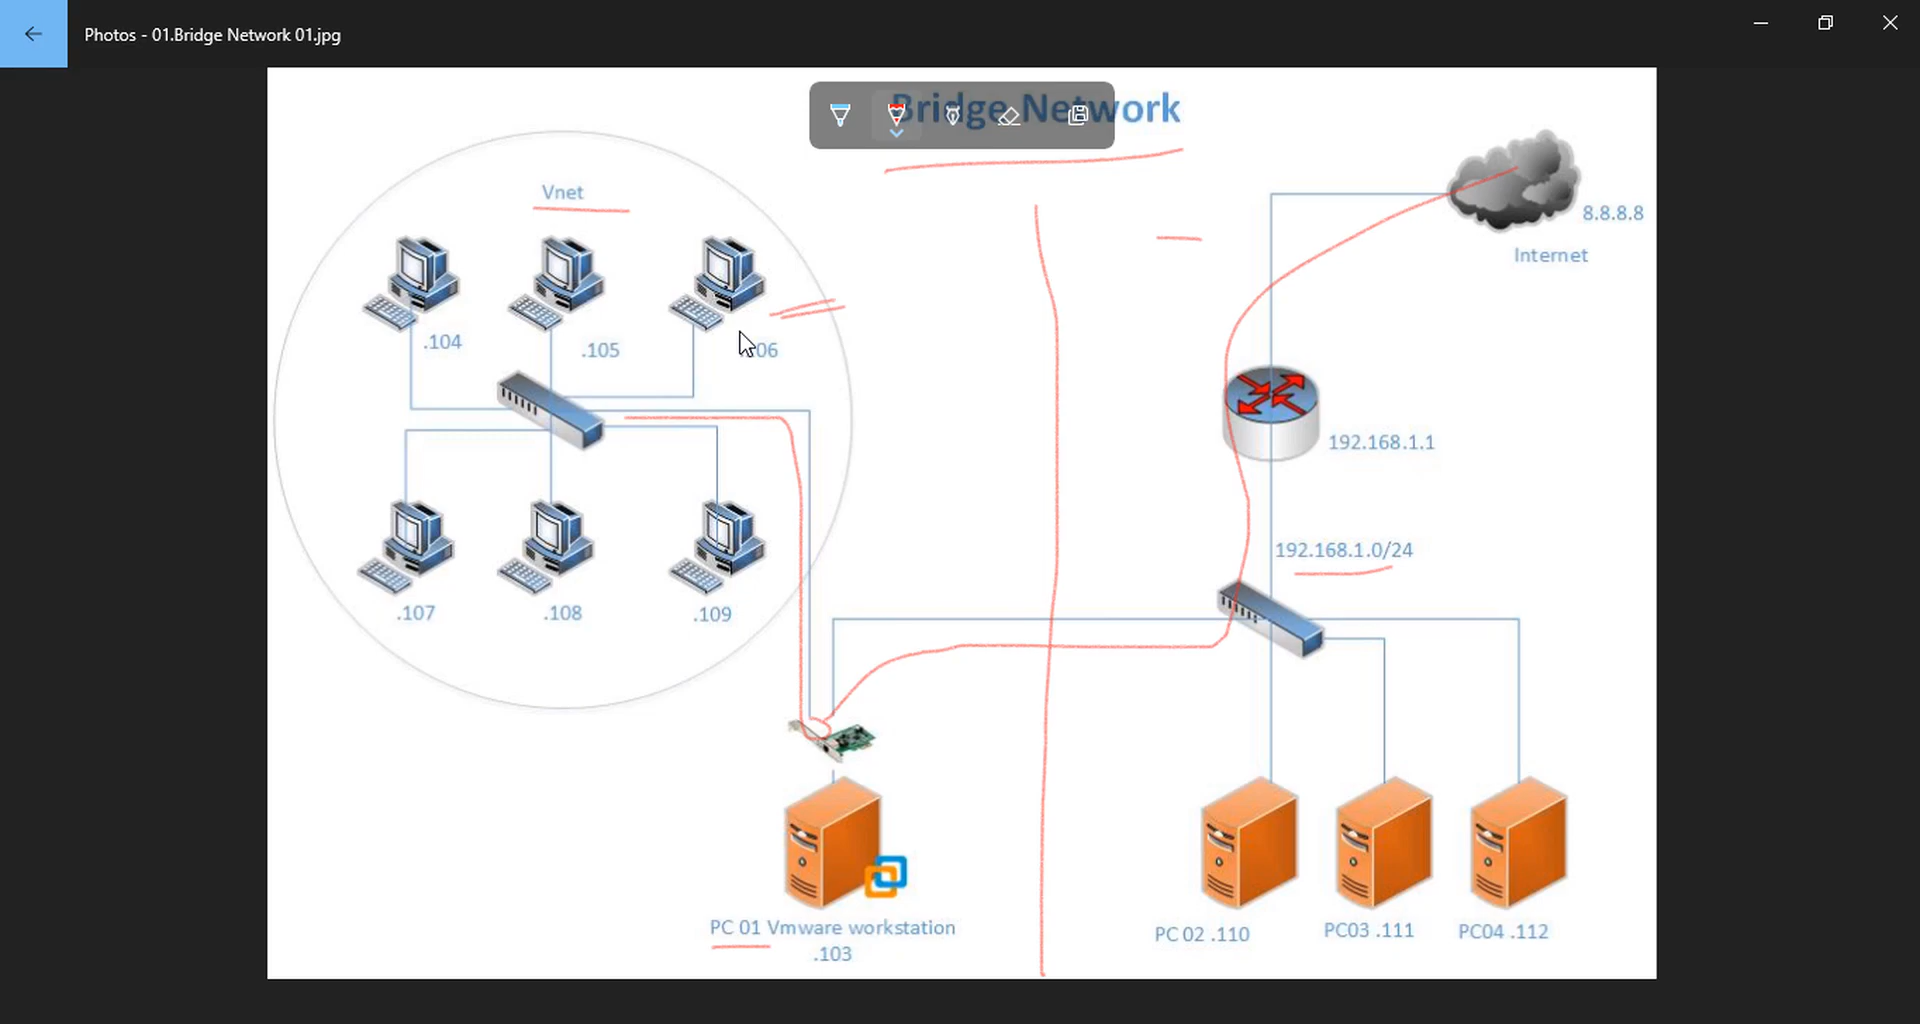 Photos - 01.Bridge Network 01.jpg
Bridge Network
Vnet
8.8.8.8
Internet
.104
.105
06
192.168.1.1
192.168.1.0/24
.107
.108
.109
PC 01 Vmware workstation
.103
PC 02 .110
PC03 .111
PC04 .112